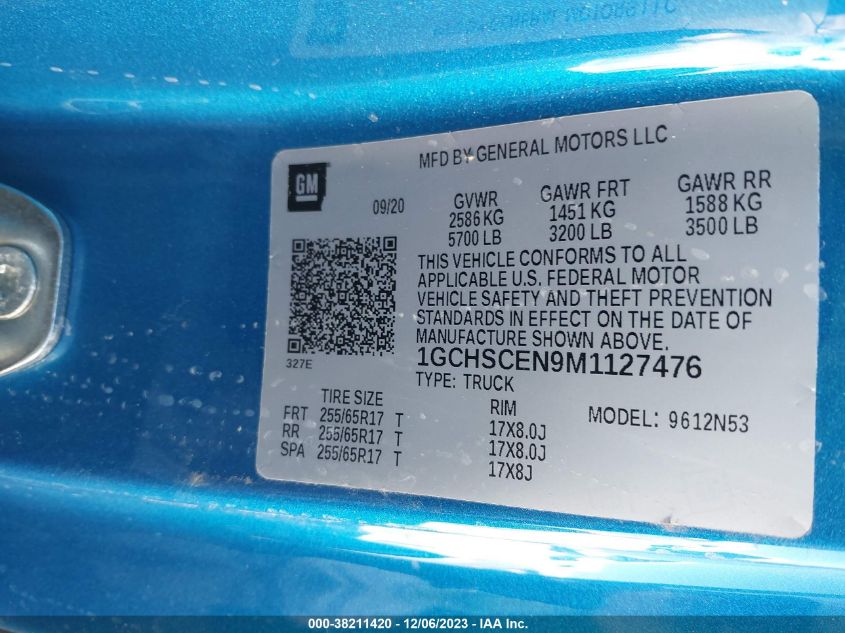 MFD BY GENERAL MOTORS LLC
GM
09/20
GVWR GAWR FRT GAWR RR
2586 KG 1451 KG 1588 KG
5700 LB 3200 LB 3500 LB
THIS VEHICLE CONFORMS TO ALL
APPLICABLE U.S. FEDERAL MOTOR
VEHICLE SAFETY AND THEFT PREVENTION
STANDARDS IN EFFECT ON THE DATE OF
MANUFACTURE SHOWN ABOVE.
327E
1GCHSCEN9M1127476
TYPE: TRUCK
TIRE SIZE RIM MODEL: 9612N53
FRT 255/65R17 T 17X8.0J
RR 255/65R17 T 17X8.0J
SPA 255/65R17 T 17X8J
000-38211420 - 12/06/2023 - IAA Inc.